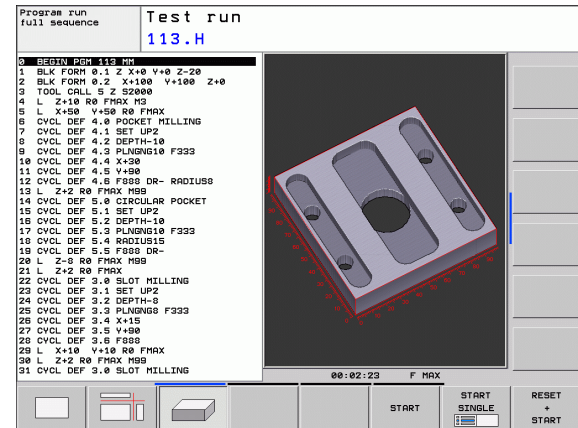 Program run
full sequence
Test run
113.H
0 BEGIN PGM 113 MM
1 BLK FORM 0.1 Z X+0 Y+0 Z-20
2 BLK FORM 0.2 X+100 Y+100 Z+0
3 TOOL CALL 5 Z S2000
4 L Z+10 R0 FMAX M3
5 L X+50 Y+50 R0 FMAX
6 CYCL DEF 4.0 POCKET MILLING
7 CYCL DEF 4.1 SET UP2
8 CYCL DEF 4.2 DEPTH-10
9 CYCL DEF 4.3 PLNGNG10 F333
10 CYCL DEF 4.4 X+30
11 CYCL DEF 4.5 Y+90
12 CYCL DEF 4.6 F888 DR- RADIUS8
13 L Z+2 R0 FMAX M99
14 CYCL DEF 5.0 CIRCULAR POCKET
15 CYCL DEF 5.1 SET UP2
16 CYCL DEF 5.2 DEPTH-10
17 CYCL DEF 5.3 PLNGNG10 F333
18 CYCL DEF 5.4 RADIUS15
19 CYCL DEF 5.5 F888 DR-
20 L Z-8 R0 FMAX M99
21 L Z+2 R0 FMAX
22 CYCL DEF 3.0 SLOT MILLING
23 CYCL DEF 3.1 SET UP2
24 CYCL DEF 3.2 DEPTH-8
25 CYCL DEF 3.3 PLNGNG8 F333
26 CYCL DEF 3.4 X+15
27 CYCL DEF 3.5 Y+90
28 CYCL DEF 3.6 F888
29 L X+10 Y+10 R0 FMAX
30 L Z+2 R0 FMAX M99
31 CYCL DEF 3.0 SLOT MILLING
00:02:23 F MAX
START
START
SINGLE
RESET
+
START